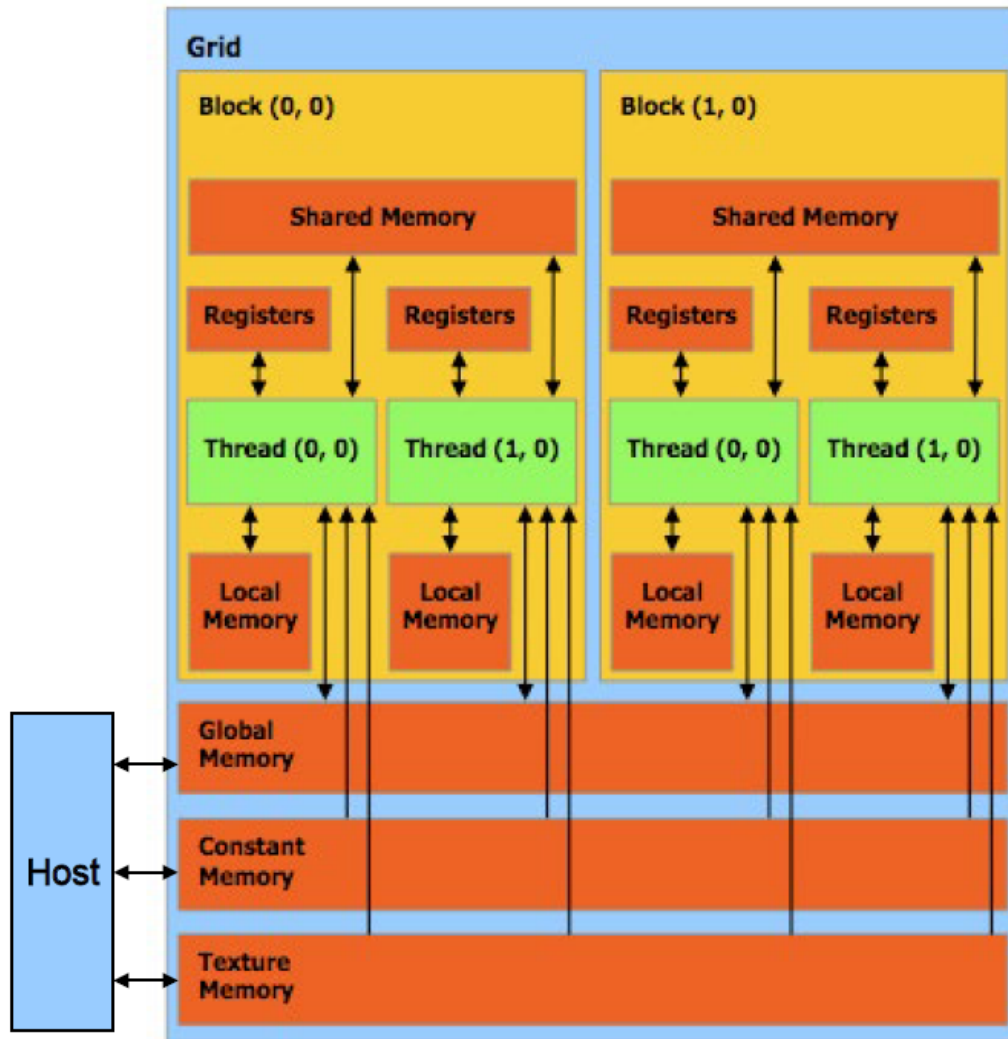 Grid
Block (0, 0)
Block (1, 0)
Shared Memory
Shared Memory
Registers
Registers
Registers
Registers
Thread (0, 0)
Thread (1, 0)
Thread (0, 0)
Thread (1, 0)
Local
Memory
Local
Memory
Local
Memory
Local
Memory
Global
Memory
Host
Constant
Memory
Texture
Memory